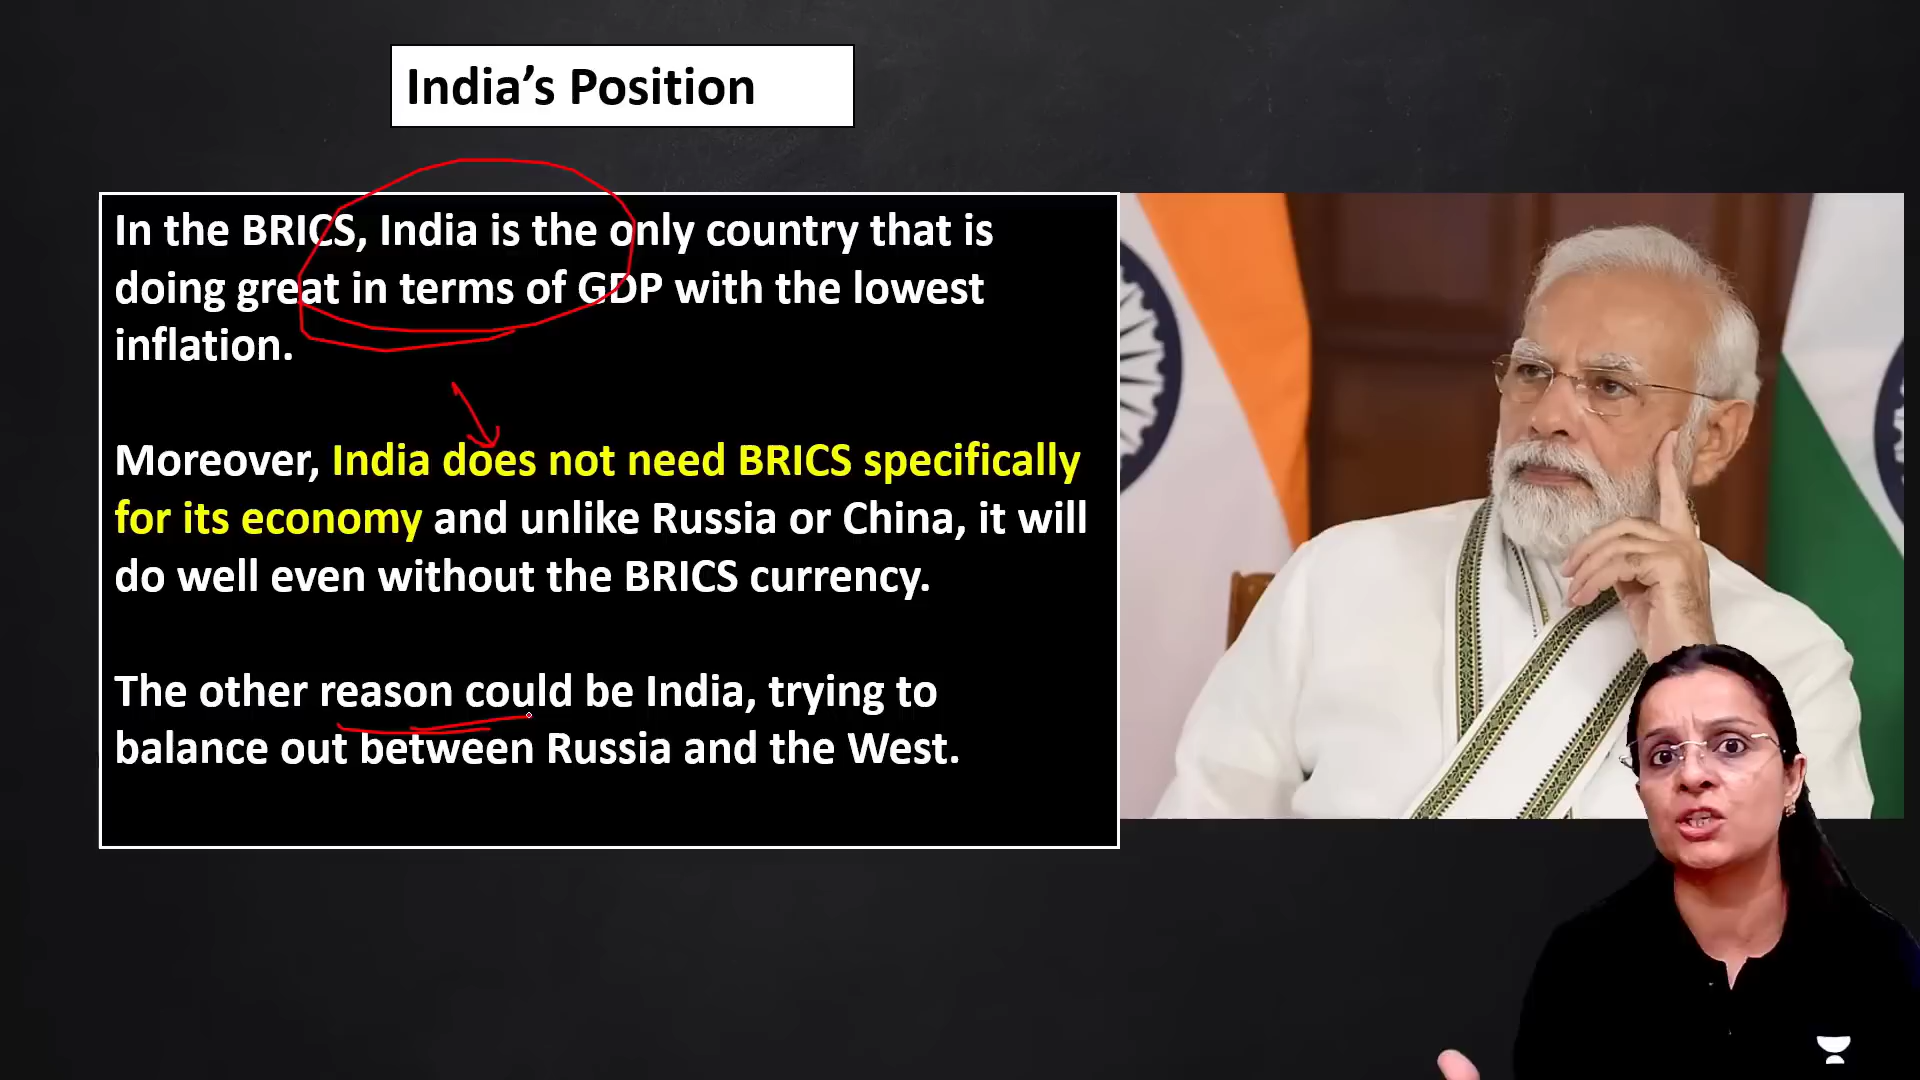 India’s Position
In the BRICS, India is the only country that is
doing great in terms of GDP with the lowest
inflation.
Moreover, India does not need BRICS specifically
for its economy and unlike Russia or China, it will
do well even without the BRICS currency.
The other reason could be India, trying to
balance out between Russia and the West.